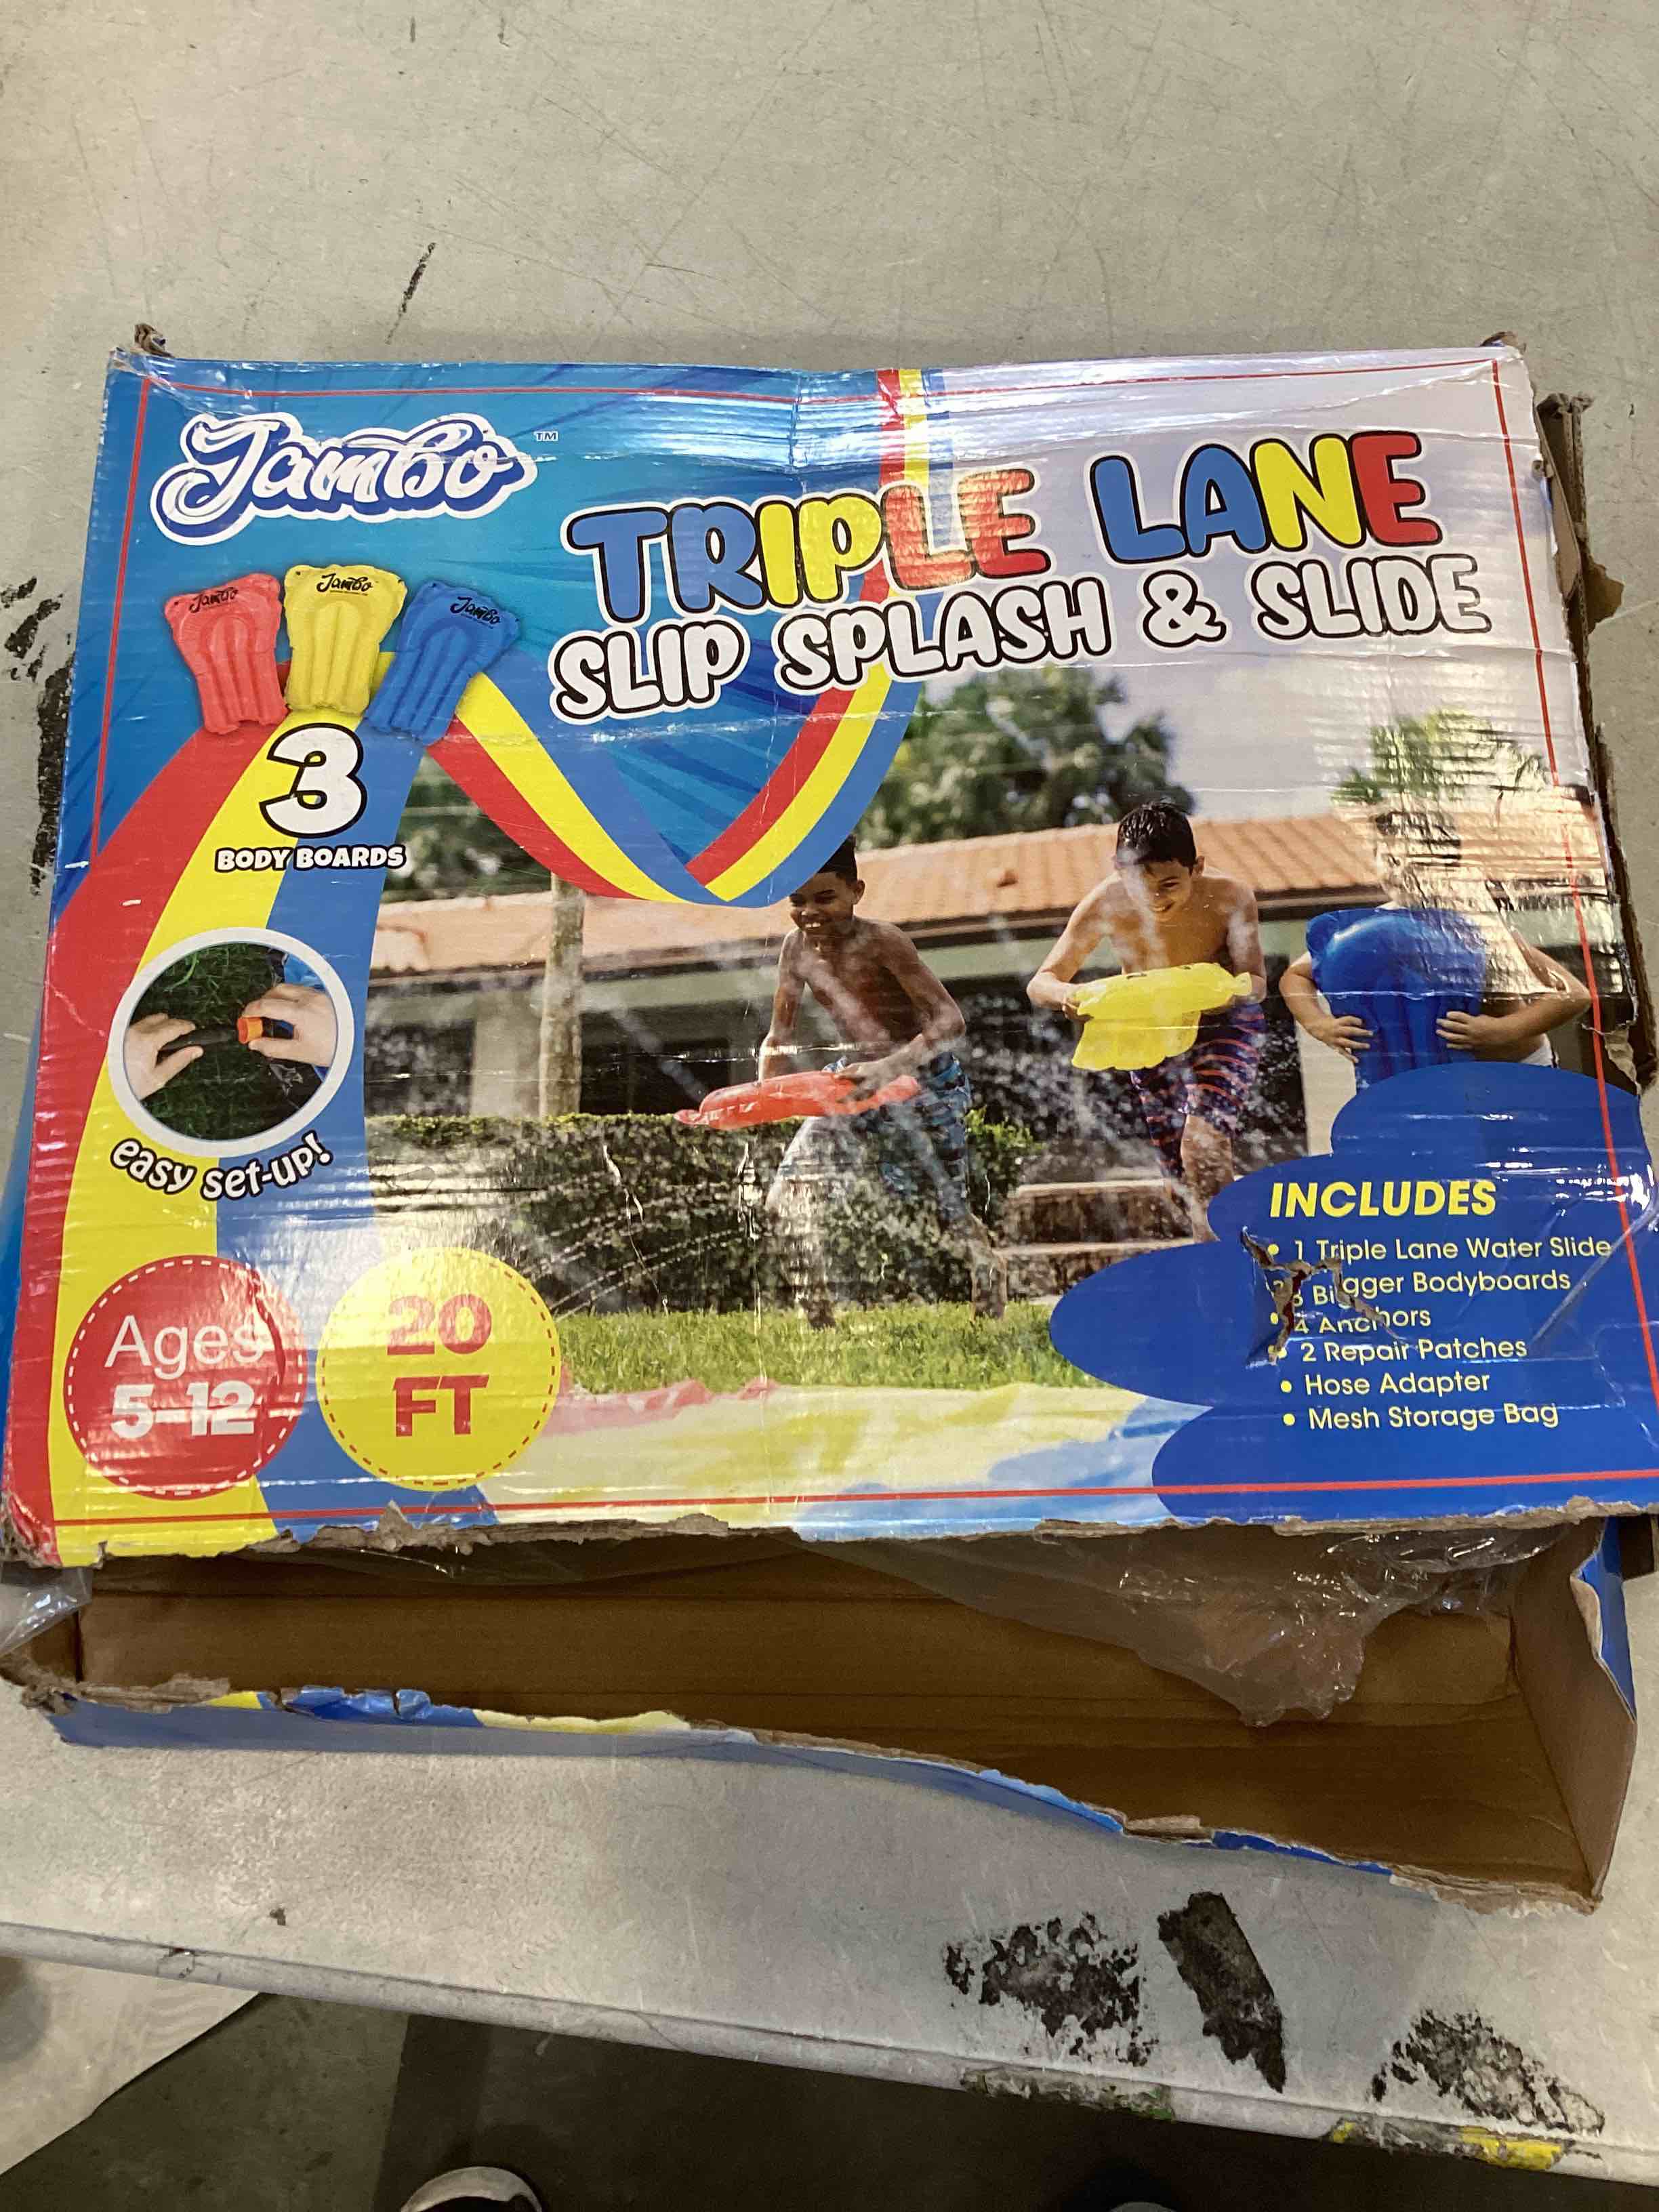 Jambo TM
TRIPLE LANE
SLIP SPLASH & SLIDE
Jambo
Jambo
Jambo
3
BODY BOARDS
easy set-up!
Ages
5-12
20
FT
INCLUDES
• 1 Triple Lane Water Slide
• 3 Bigger Bodyboards
• 4 Anchors
• 2 Repair Patches
• Hose Adapter
• Mesh Storage Bag